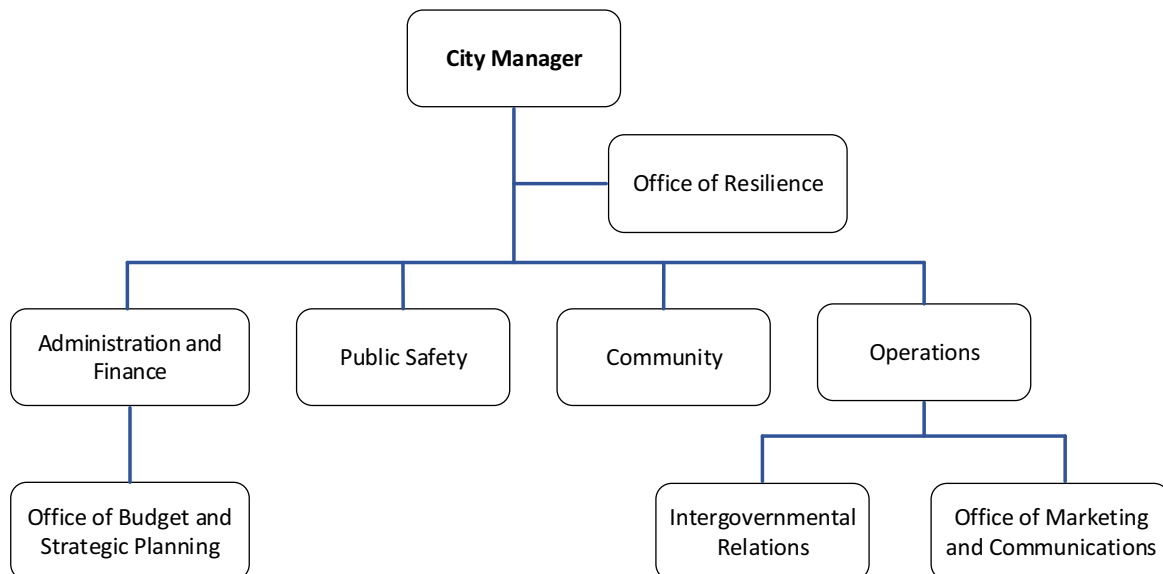 City Manager
Office of Resilience
Administration and
Finance
Public Safety
Community
Operations
Office of Budget and
Strategic Planning
Intergovernmental
Relations
Office of Marketing
and Communications